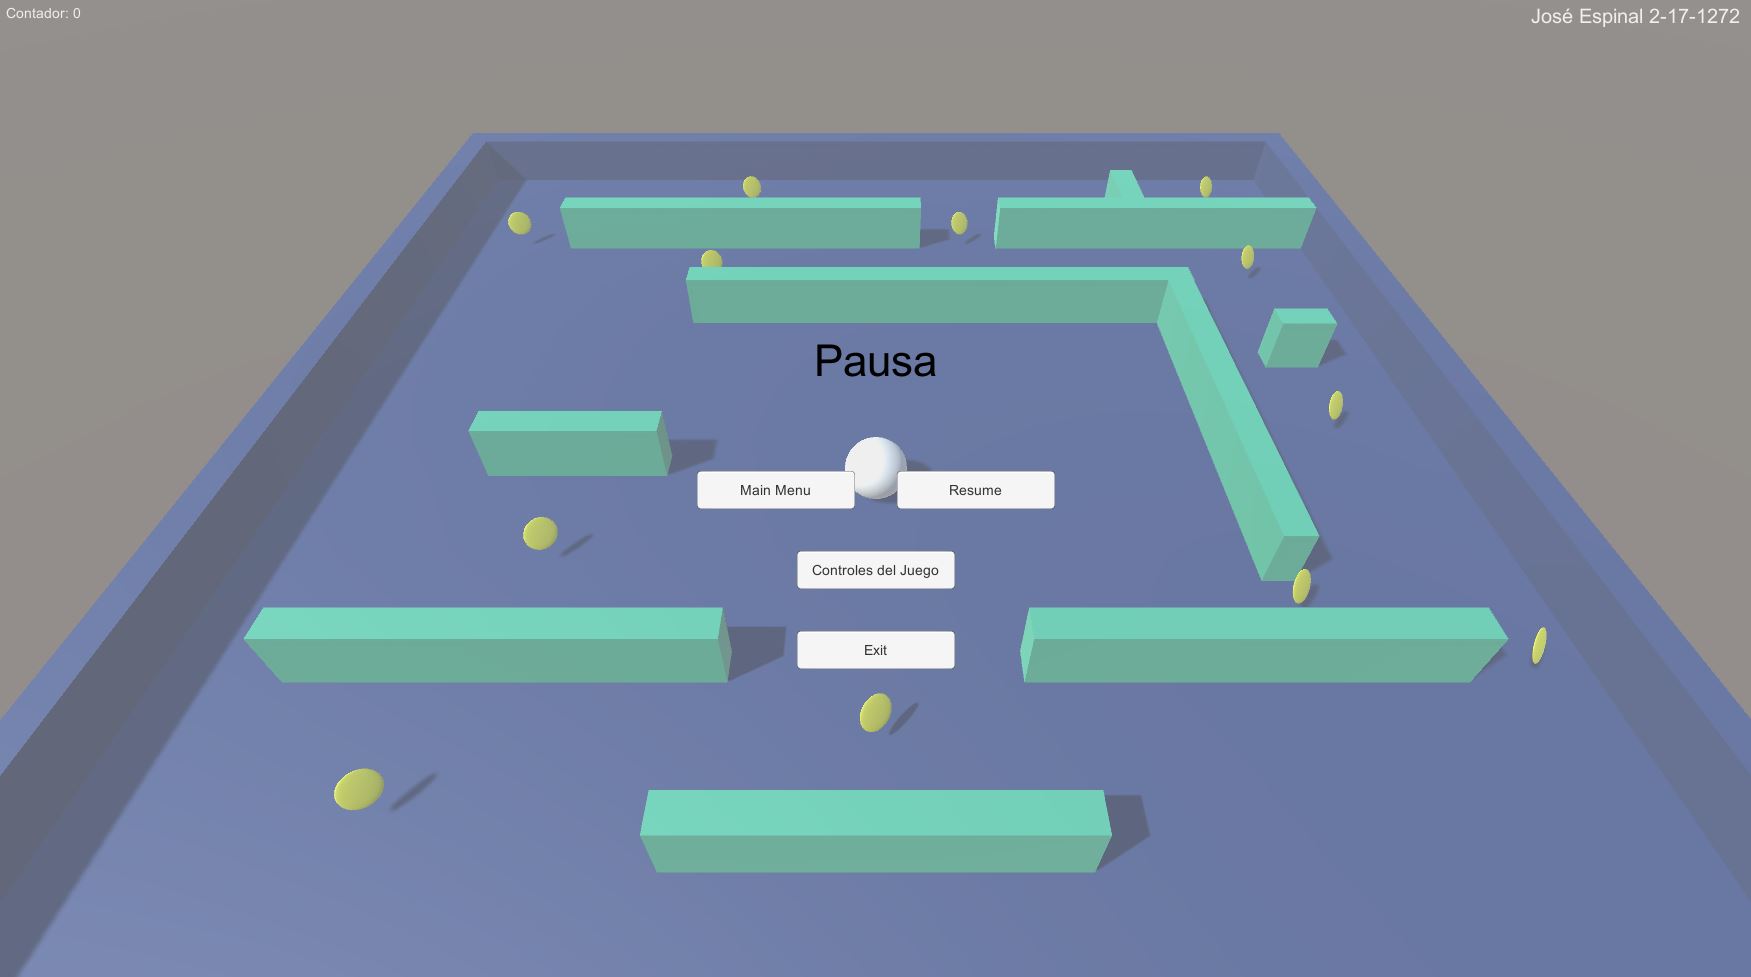 Contador: 0
José Espinal 2-17-1272
Pausa
Main Menu
Resume
Controles del Juego
Exit